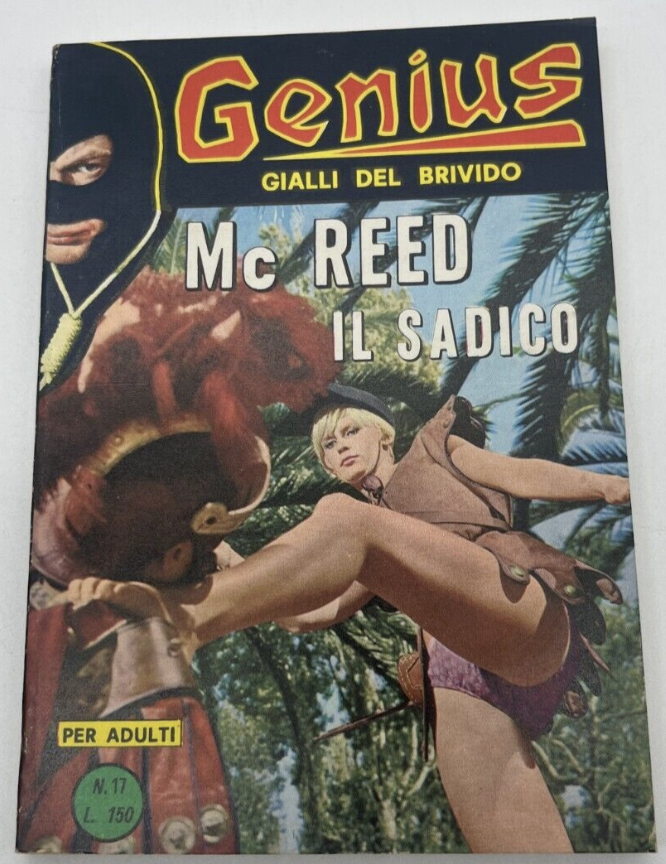 Genius
GIALLI DEL BRIVIDO
Mc REED
IL SADICO
PER ADULTI
N. 17
L. 150